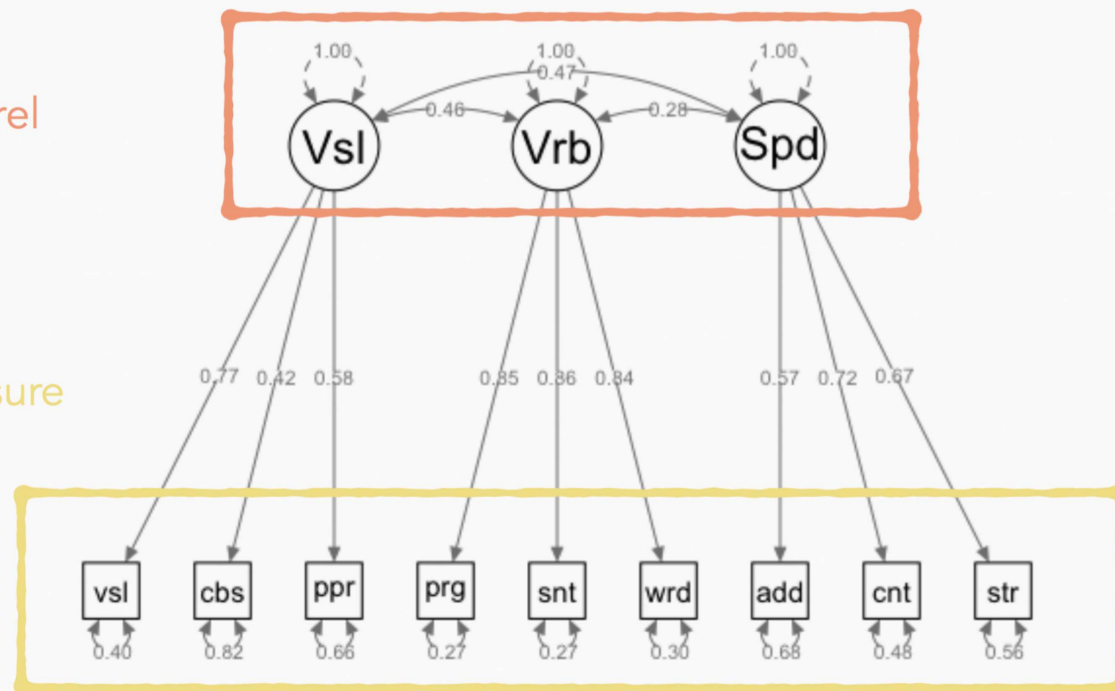 1.00 1.00 1.00
0.47
rel
0.46 0.28
Vsl Vrb Spd
0.77 0.42 0.58 0.85 0.86 0.84 0.57 0.72 0.67
sure
vsl cbs ppr prg snt wrd add cnt str
0.40 0.82 0.66 0.27 0.27 0.30 0.68 0.48 0.56